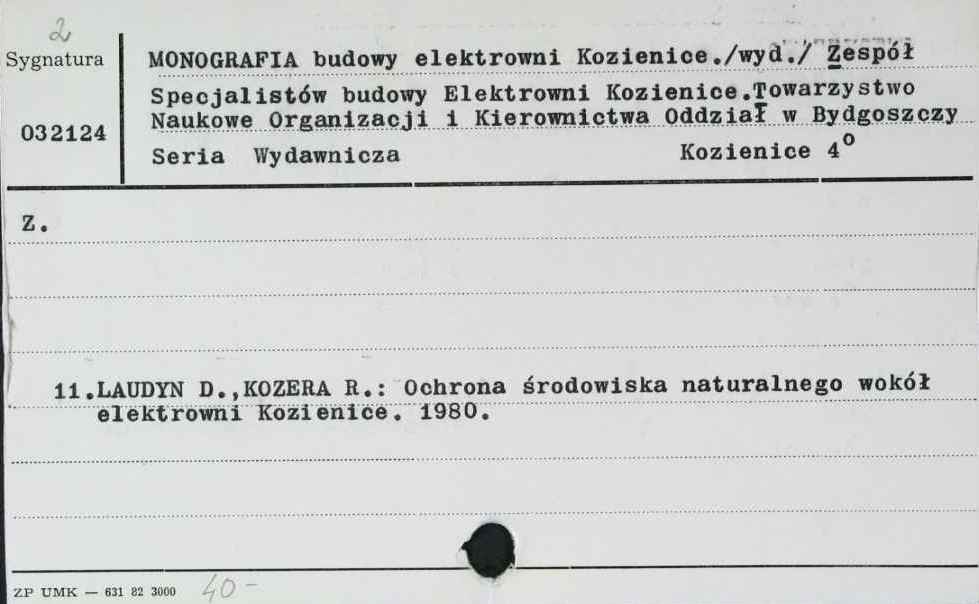 2
Sygnatura
032124
MONOGRAFIA budowy elektrowni Kozienice./wyd./ Zespół
Specjalistów budowy Elektrowni Kozienice.Towarzystwo
Naukowe Organizacji i Kierownictwa Oddział w Bydgoszczy
Seria Wydawnicza Kozienice 4º
Z.
11.LAUDYN D.,KOZERA R.: Ochrona środowiska naturalnego wokół
elektrowni Kozienice. 1980.
ZP UMK — 631 82 3000 40-